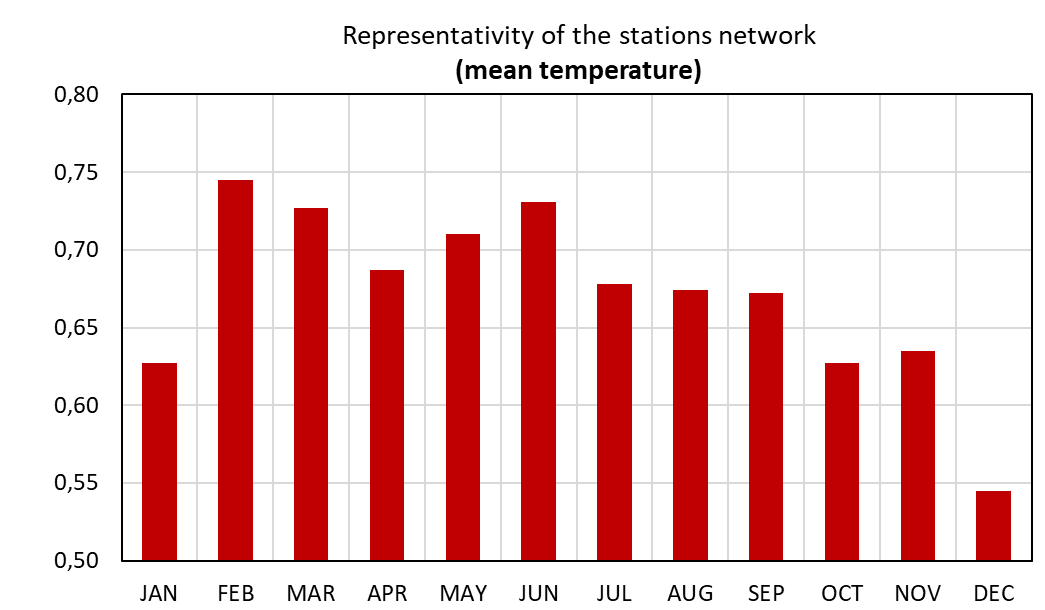 Representativity of the stations network
(mean temperature)
0,80
0,75
0,70
0,65
0,60
0,55
0,50
JAN FEB MAR APR MAY JUN JUL AUG SEP OCT NOV DEC